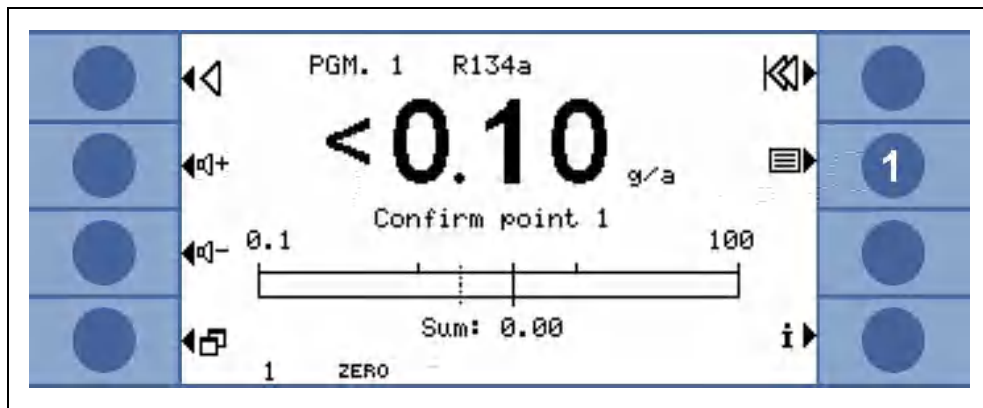 PGM. 1 R134a
<0.10 g/a
1
Confirm point 1
0.1 100
Sum: 0.00
i
1 ZERO